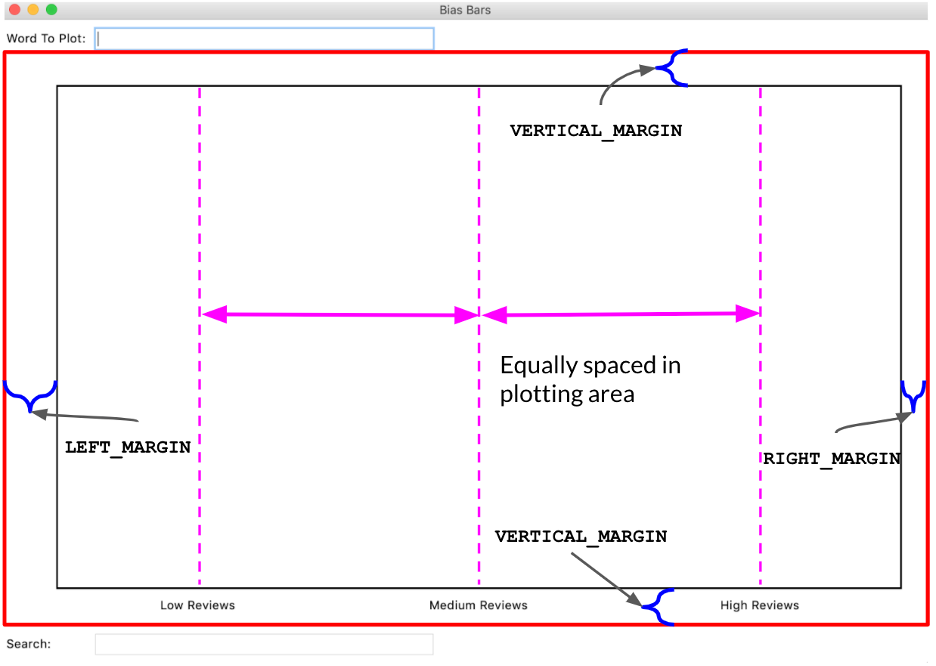 Bias Bars
Word To Plot:
VERTICAL_MARGIN
Equally spaced in
plotting area
LEFT_MARGIN
RIGHT_MARGIN
VERTICAL_MARGIN
Low Reviews
Medium Reviews
High Reviews
Search: